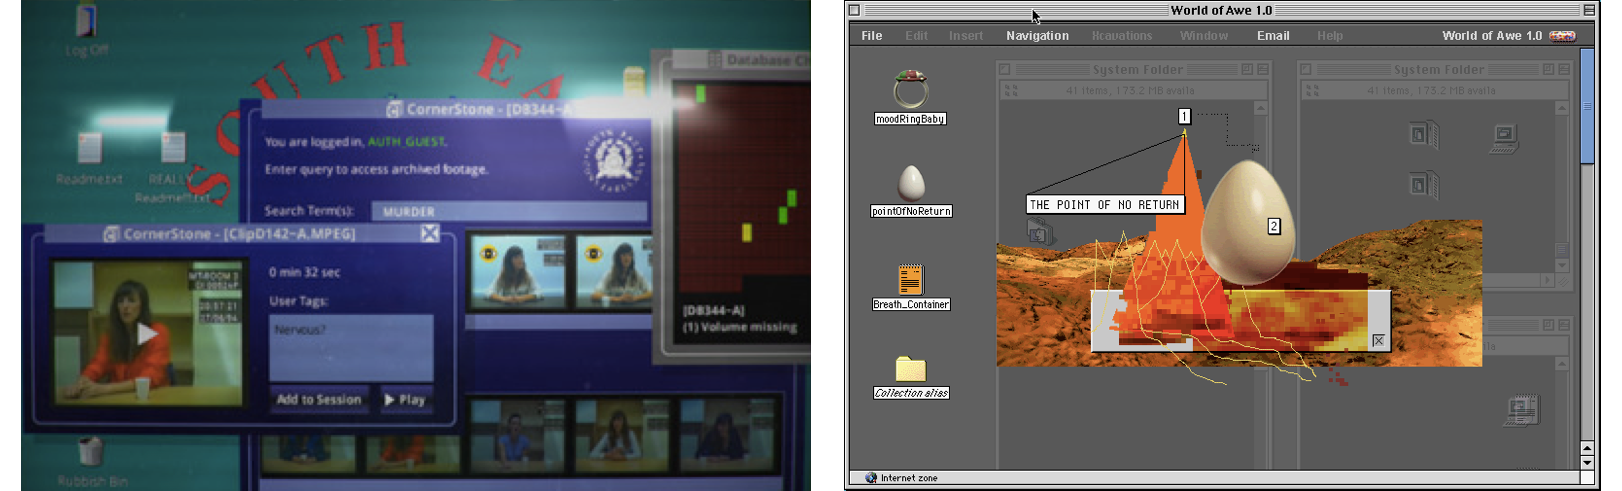 Log Off
SOUTH EA
Database Ch
CornerStone - [DB344~A
You are logged in, AUTH_GUEST.
Enter query to access archived footage.
Readme.txt
REALLY
Readme!!.txt
Search Term(s):
MURDER
CornerStone - [ClipD142~A.MPEG]
0 min 32 sec
User Tags:
Nervous?
Add to Session
Play
[DB344~A]
(1) Volume missing
Rubbish Bin
World of Awe 1.0
File Edit Insert Navigation Window Email Help World of Awe 1.0
System Folder
41 items, 173.2 MB availa
System Folder
41 items, 173.2 MB availa
moodRingBaby
1
pointOfNoReturn
THE POINT OF NO RETURN
2
Breath_Container
Collection alias
Internet zone